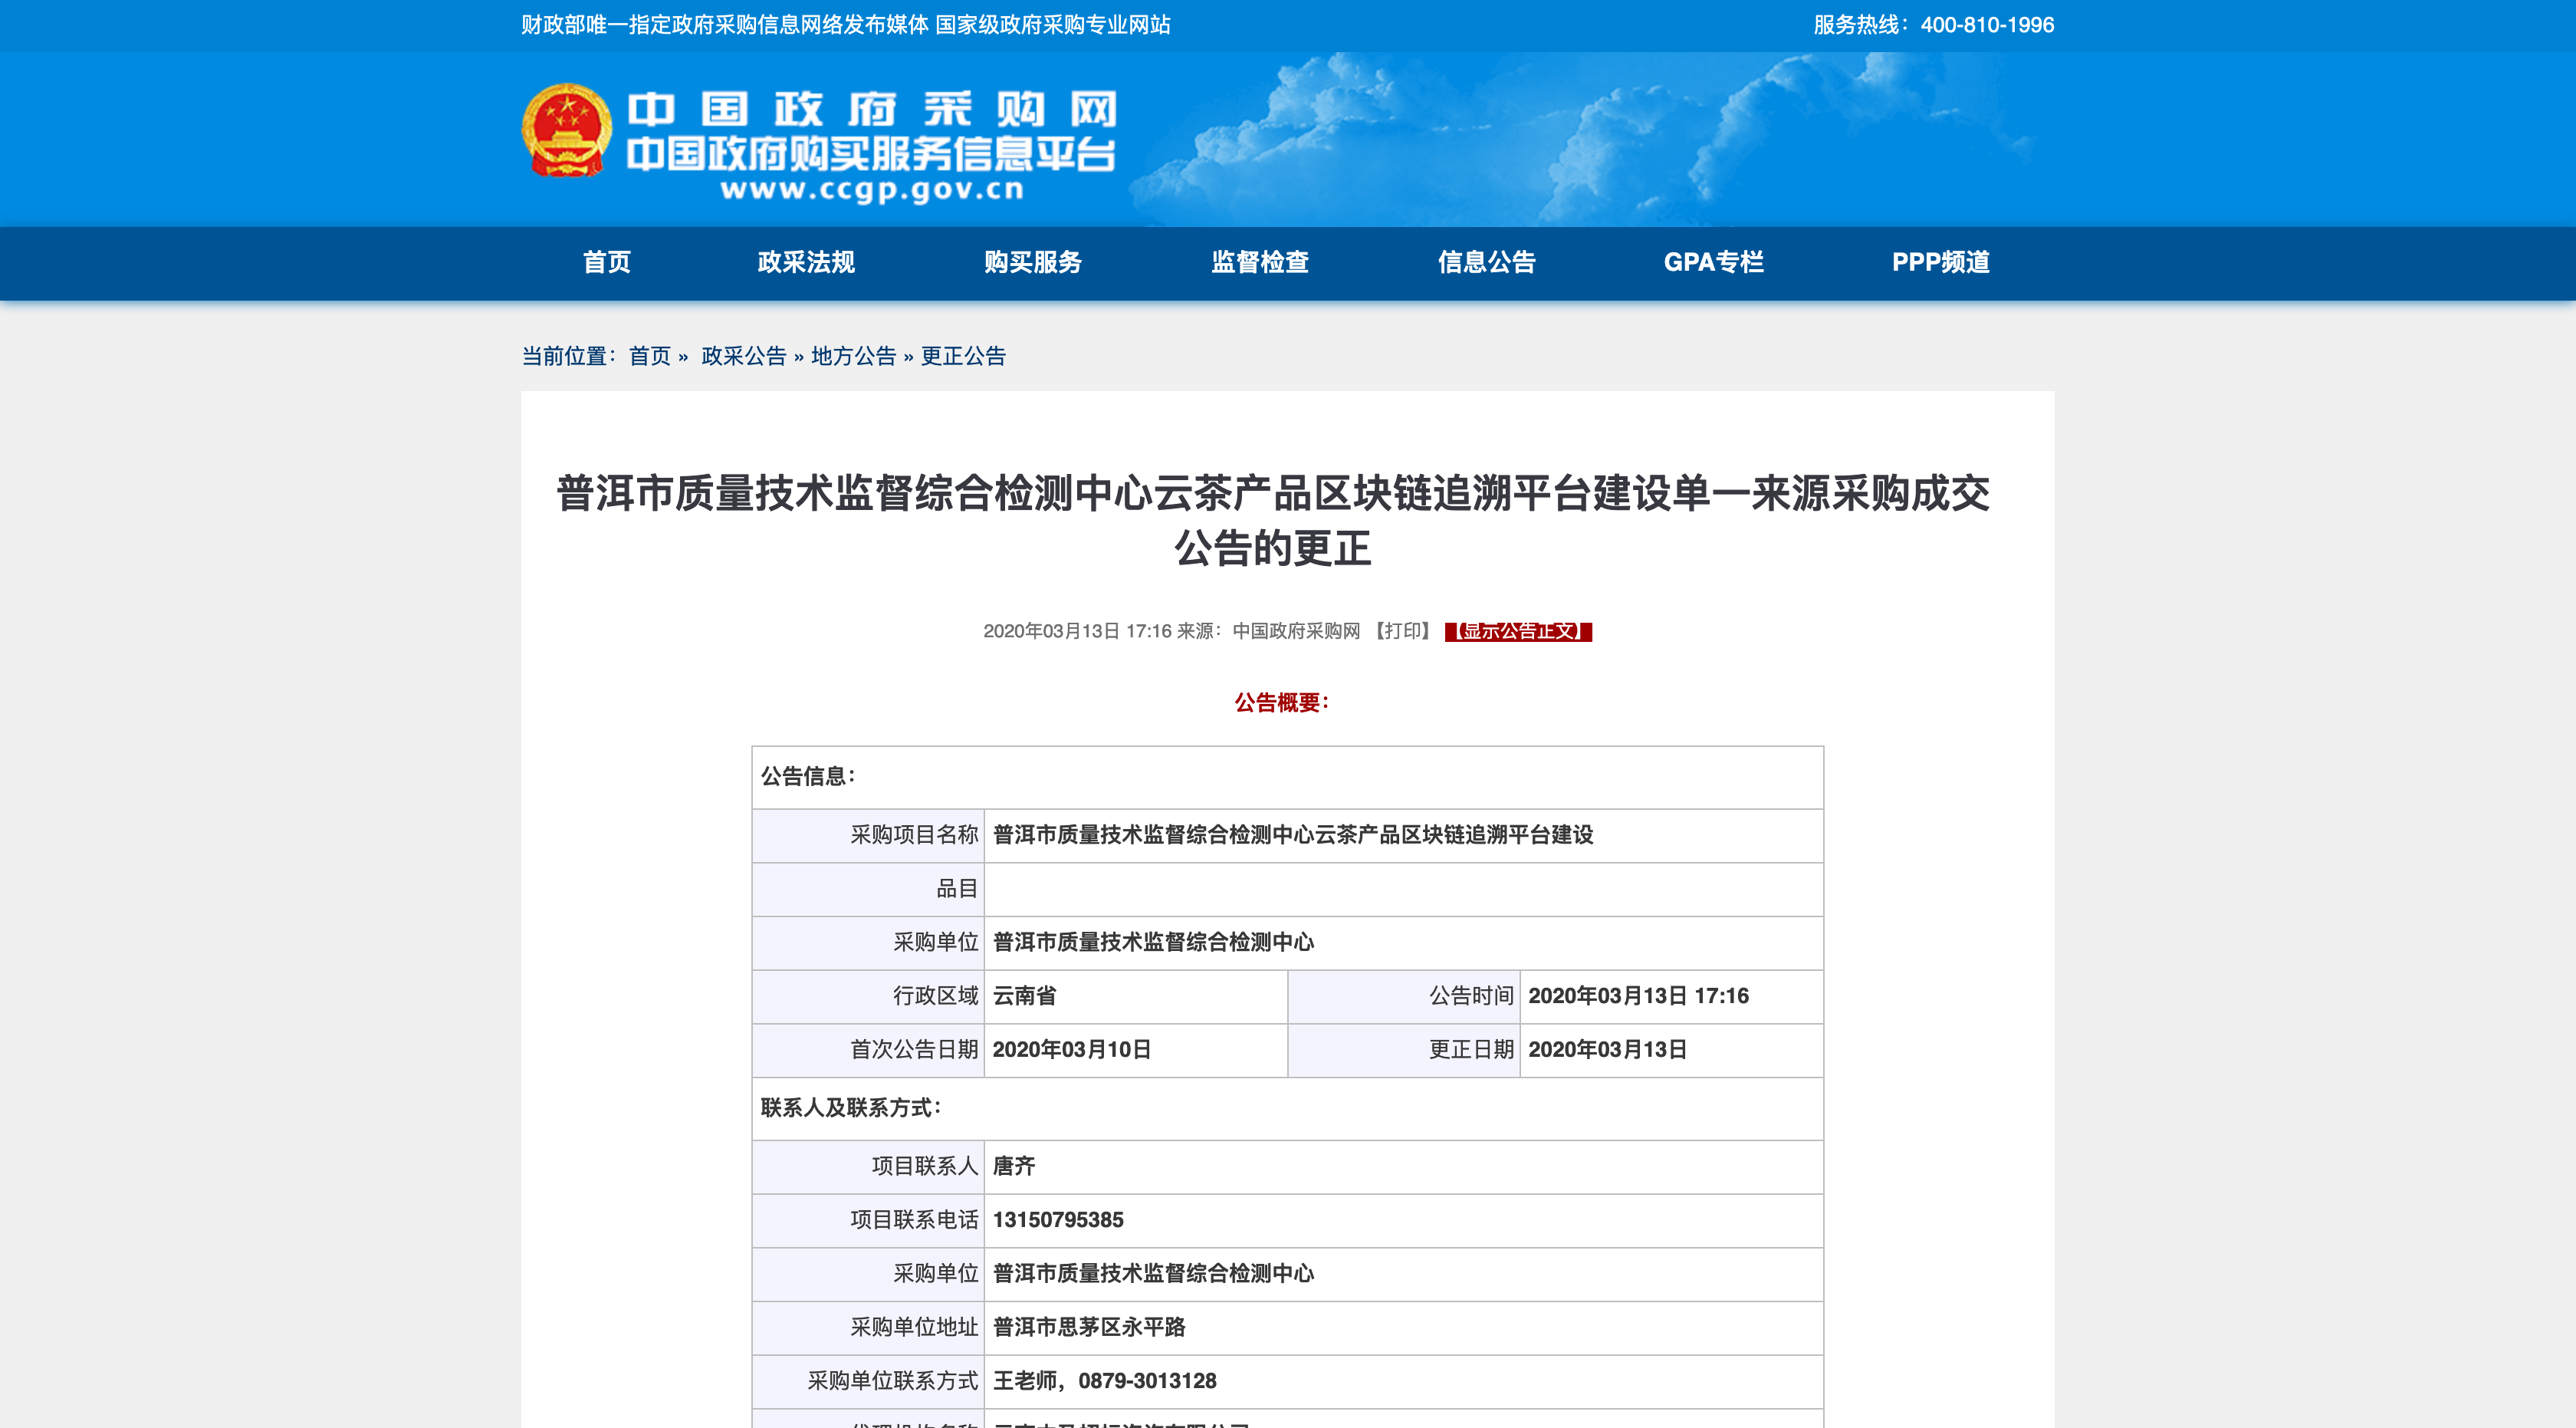 财政部唯一指定政府采购信息网络发布媒体 国家级政府采购专业网站
服务热线：400-810-1996
中国政府采购网
中国政府购买服务信息平台
www.ccgp.gov.cn
首页 政采法规 购买服务 监督检查 信息公告 GPA专栏 PPP频道
当前位置：首页 » 政采公告 » 地方公告 » 更正公告
普洱市质量技术监督综合检测中心云茶产品区块链追溯平台建设单一来源采购成交
公告的更正
2020年03月13日 17:16 来源：中国政府采购网 【打印】 【显示公告正文】
公告概要：
公告信息：
采购项目名称 普洱市质量技术监督综合检测中心云茶产品区块链追溯平台建设
品目
采购单位 普洱市质量技术监督综合检测中心
行政区域 云南省 公告时间 2020年03月13日 17:16
首次公告日期 2020年03月10日 更正日期 2020年03月13日
联系人及联系方式：
项目联系人 唐齐
项目联系电话 13150795385
采购单位 普洱市质量技术监督综合检测中心
采购单位地址 普洱市思茅区永平路
采购单位联系方式 王老师，0879-3013128